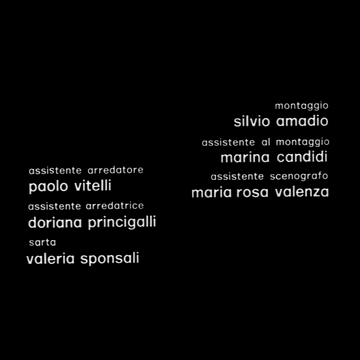 montaggio
silvio amadio
assistente al montaggio
marina candidi
assistente scenografo
maria rosa valenza
assistente arredatore
paolo vitelli
assistente arredatrice
doriana principalli
sarta
valeria sponsali